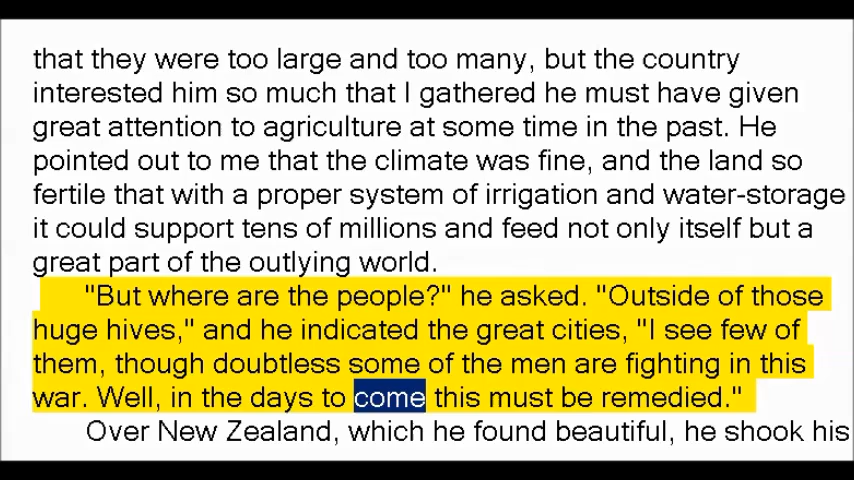 that they were too large and too many, but the country
interested him so much that I gathered he must have given
great attention to agriculture at some time in the past. He
pointed out to me that the climate was fine, and the land so
fertile that with a proper system of irrigation and water-storage
it could support tens of millions and feed not only itself but a
great part of the outlying world.
"But where are the people?" he asked. "Outside of those
huge hives," and he indicated the great cities, "I see few of
them, though doubtless some of the men are fighting in this
war. Well, in the days to come this must be remedied."
Over New Zealand, which he found beautiful, he shook his